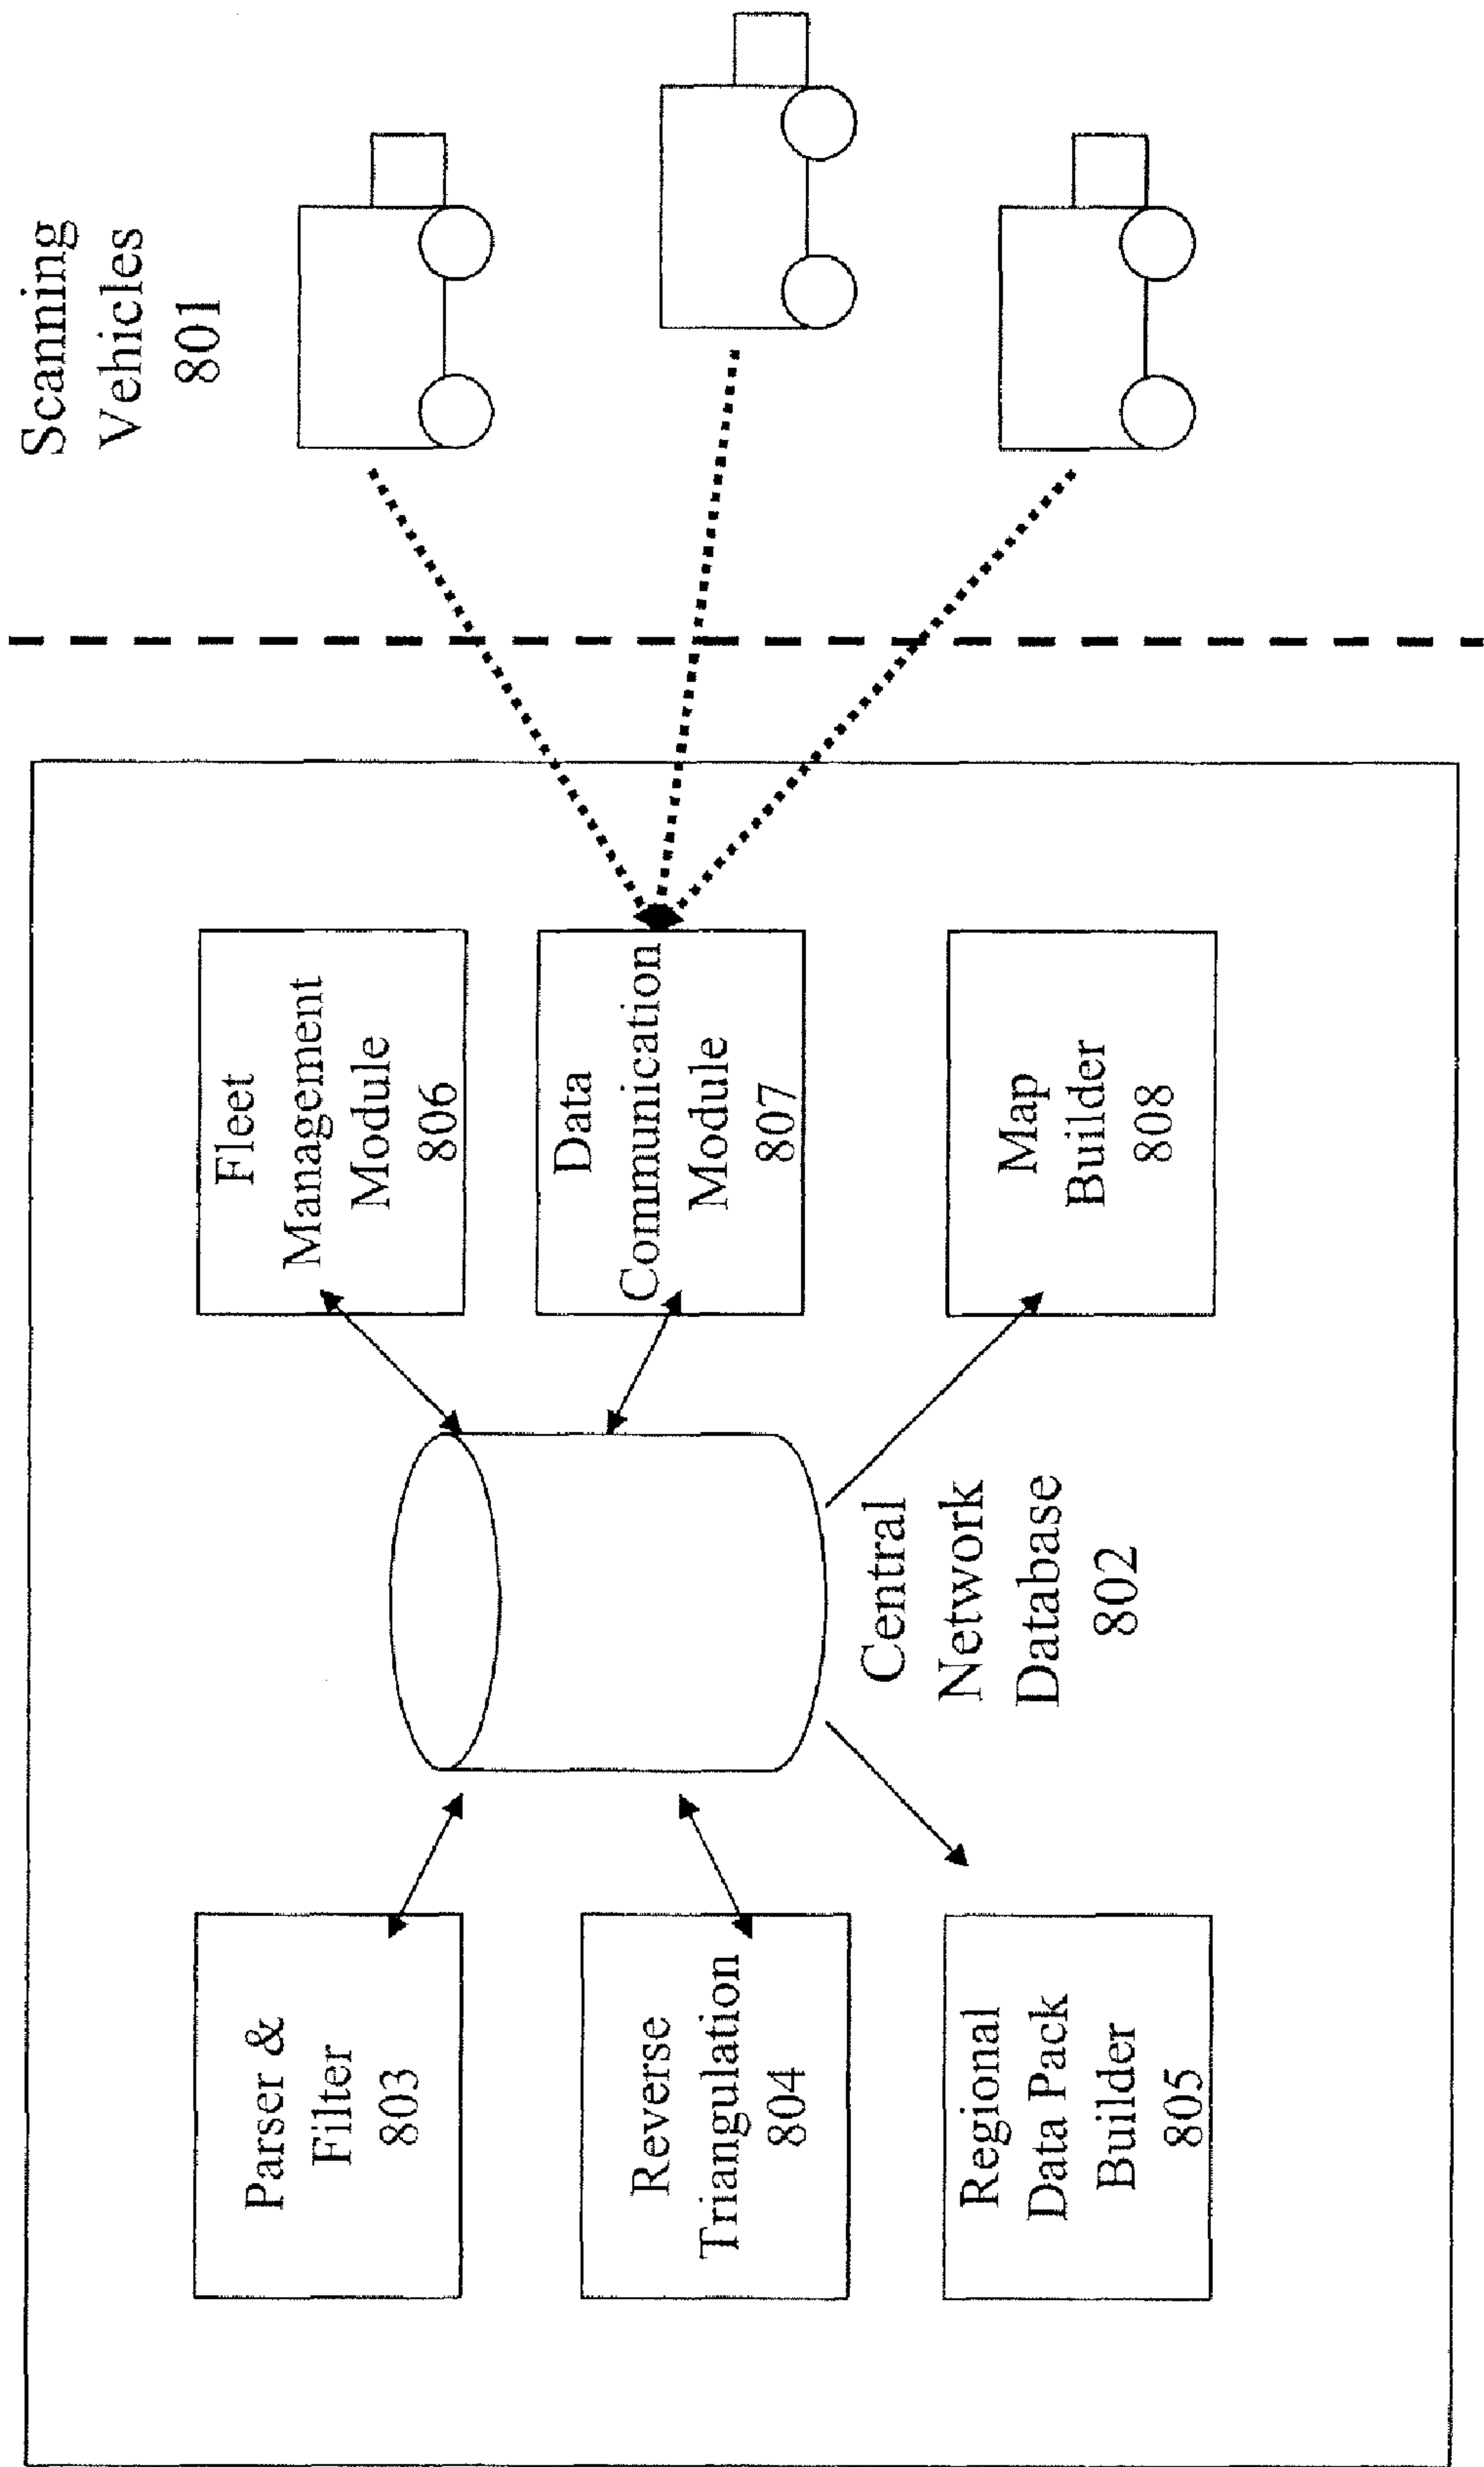 Scanning
Vehicles
801
Parser &
Filter
803
Reverse
Triangulation
804
Regional
Data Pack
Builder
805
Central
Network
Database
802
Fleet
Management
Module
806
Data
Communication
Module
807
Map
Builder
808